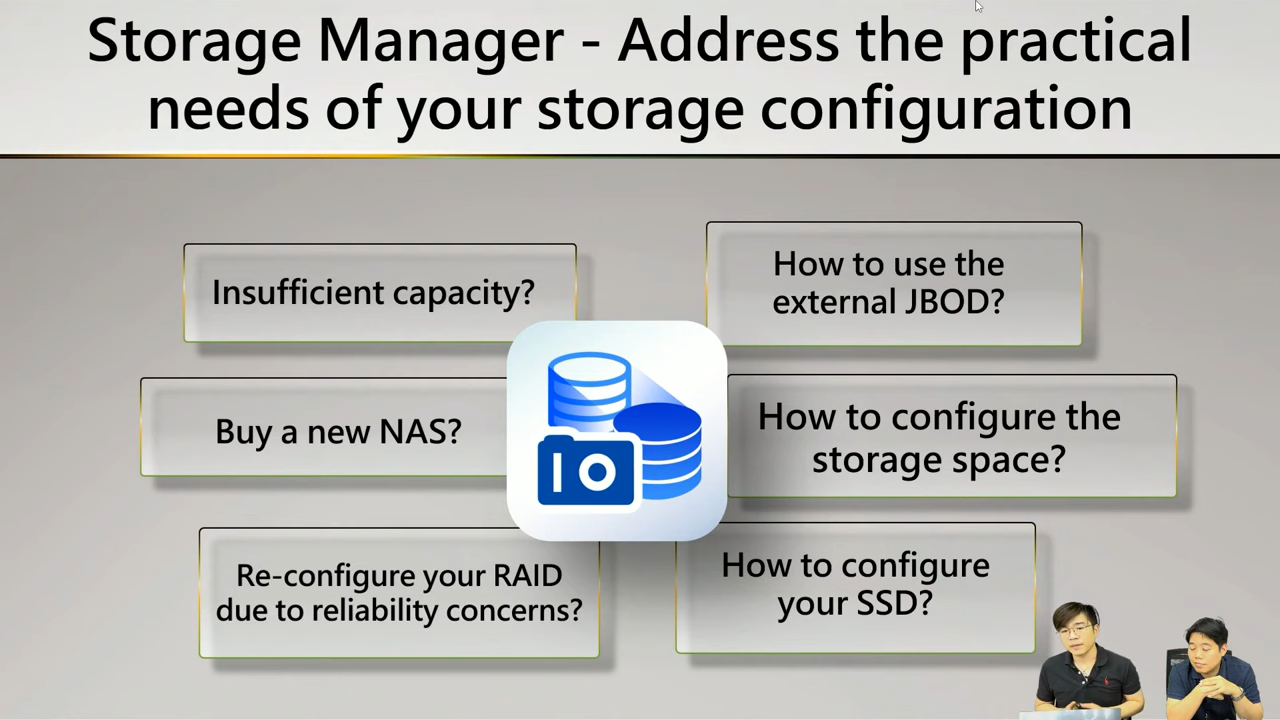 Storage Manager - Address the practical
needs of your storage configuration
Insufficient capacity?
How to use the
external JBOD?
Buy a new NAS?
How to configure the
storage space?
Re-configure your RAID
due to reliability concerns?
How to configure
your SSD?